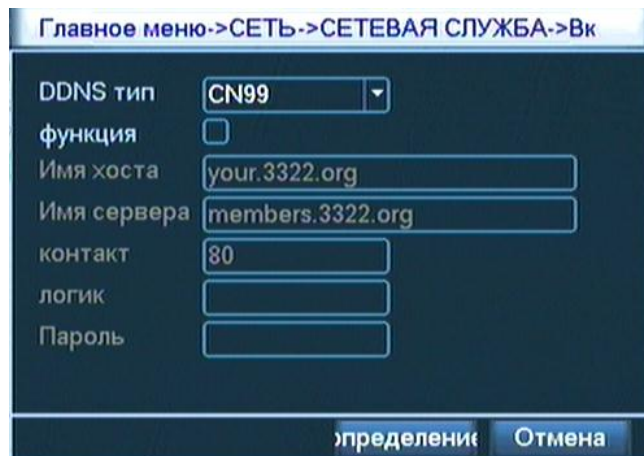 Главное меню->СЕТЬ->СЕТЕВАЯ СЛУЖБА->Вк
DDNS тип CN99
функция
Имя хоста your.3322.org
Имя сервера members.3322.org
контакт 80
логик
Пароль
определение Отмена